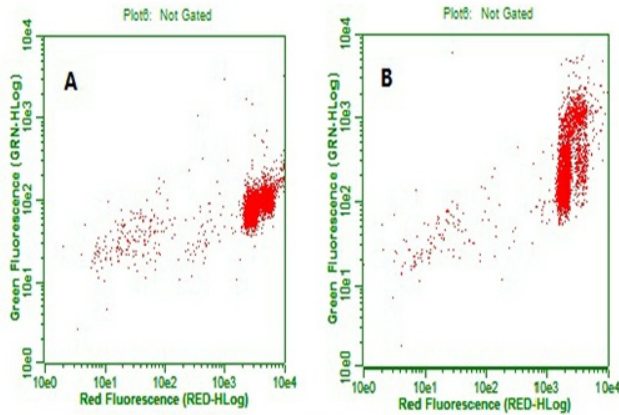 Plot6: Not Gated
A
Green Fluorescence (GRN-HLog)
10e4
10e3
10e2
10e1
10e0
10e0 10e1 10e2 10e3 10e4
Red Fluorescence (RED-HLog)
Plot6: Not Gated
B
Green Fluorescence (GRN-HLog)
10e4
10e3
10e2
10e1
10e0
10e0 10e1 10e2 10e3 10e4
Red Fluorescence (RED-HLog)